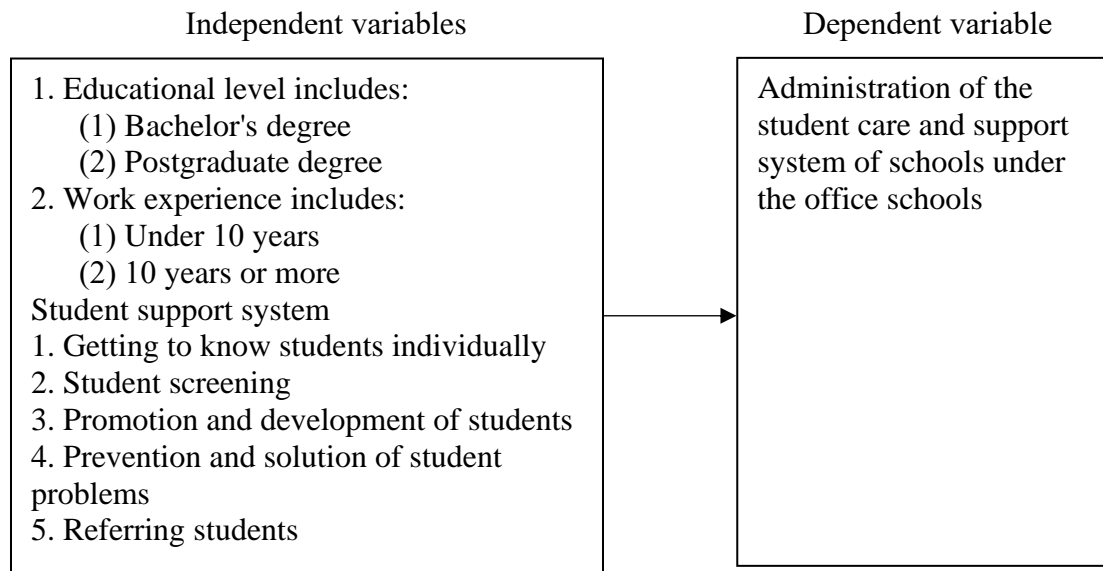 Independent variables
Dependent variable
1. Educational level includes:
(1) Bachelor's degree
(2) Postgraduate degree
2. Work experience includes:
(1) Under 10 years
(2) 10 years or more
Student support system
1. Getting to know students individually
2. Student screening
3. Promotion and development of students
4. Prevention and solution of student
problems
5. Referring students
Administration of the
student care and support
system of schools under
the office schools